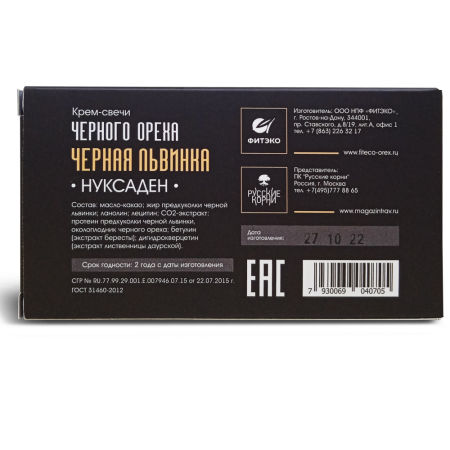 Крем-свечи
ЧЕРНОГО ОРЕХА
ЧЕРНАЯ ЛЬВИНКА
• НУКСАДЕН •
Состав: масло-какао; жир предкуколки черной
львинки; ланолин; лецитин; СО2-экстракт:
протеин предкуколки черной львинки,
околоплодник черного ореха; бетулин
(экстракт бересты); дигидрокверцетин
(экстракт лиственницы даурской).
Срок годности: 2 года с даты изготовления
СГР № RU.77.99.29.001.Е.007946.07.15 от 22.07.2015 г.
ГОСТ 31460-2012
ФИТЭКО
Изготовитель: ООО НПФ «ФИТЭКО»,
г. Ростов-на-Дону, 344001,
пр. Ставского, д.8/19, лит.А, офис 1
тел. +7 (863) 226 32 17
www.fiteco-orex.ru
РУССКИЕ
КОРНИ
Представитель:
ПК "Русские корни"
Россия, г. Москва
тел. +7(495)777 88 65
www.magazintrav.ru
Дата
изготовления:
27 10 22
EAC
7 930069 040705